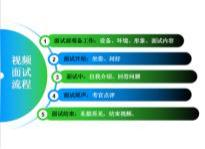 视频
面试
流程
面试前准备工作：设备、环境、形象、面试内容
面试开始：坐姿、问好
面试中：自我介绍、回答问题
面试尾声：考官点评
面试结束：礼貌再见、结束视频。